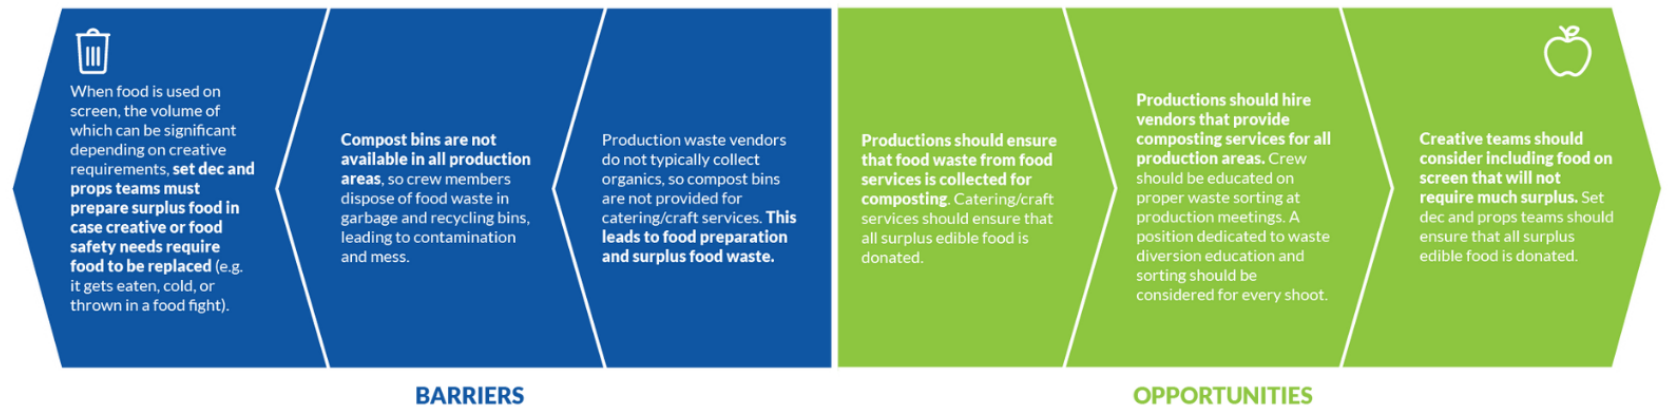 When food is used on
screen, the volume of
which can be significant
depending on creative
requirements, set dec and
props teams must
prepare surplus food in
case creative or food
safety needs require
food to be replaced (e.g.
it gets eaten, cold, or
thrown in a food fight).
Compost bins are not
available in all production
areas, so crew members
dispose of food waste in
garbage and recycling bins,
leading to contamination
and mess.
Production waste vendors
do not typically collect
organics, so compost bins
are not provided for
catering/craft services. This
leads to food preparation
and surplus food waste.
Productions should ensure
that food waste from food
services is collected for
composting. Catering/craft
services should ensure that
all surplus edible food is
donated.
Productions should hire
vendors that provide
composting services for all
production areas. Crew
should be educated on
proper waste sorting at
production meetings. A
position dedicated to waste
diversion education and
sorting should be
considered for every shoot.
Creative teams should
consider including food on
screen that will not
require much surplus. Set
dec and props teams should
ensure that all surplus
edible food is donated.
BARRIERS
OPPORTUNITIES